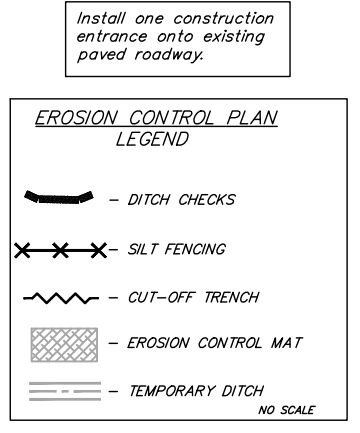 Install one construction
entrance onto existing
paved roadway.
EROSION CONTROL PLAN
LEGEND
– DITCH CHECKS
– SILT FENCING
– CUT–OFF TRENCH
– EROSION CONTROL MAT
– TEMPORARY DITCH
NO SCALE